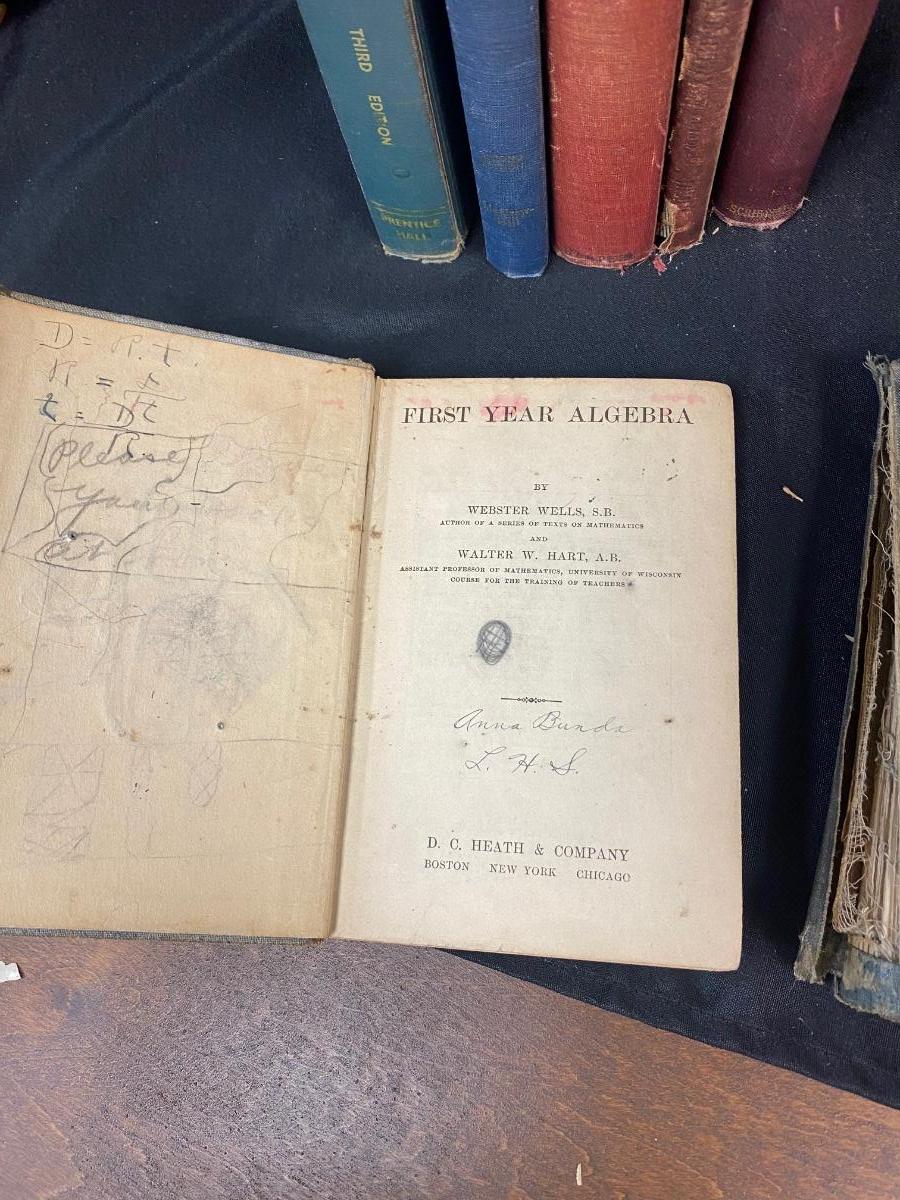 THIRD EDITION
PRENTICE
HALL
SCRIBNERS
D = R. t.
Please
your
FIRST YEAR ALGEBRA
BY
WEBSTER WELLS, S.B.
AUTHOR OF A SERIES OF TEXTS ON MATHEMATICS
AND
WALTER W. HART, A.B.
ASSISTANT PROFESSOR OF MATHEMATICS, UNIVERSITY OF WISCONSIN
COURSE FOR THE TRAINING OF TEACHERS
Anna Bunda
L. H. S.
D. C. HEATH & COMPANY
BOSTON NEW YORK CHICAGO